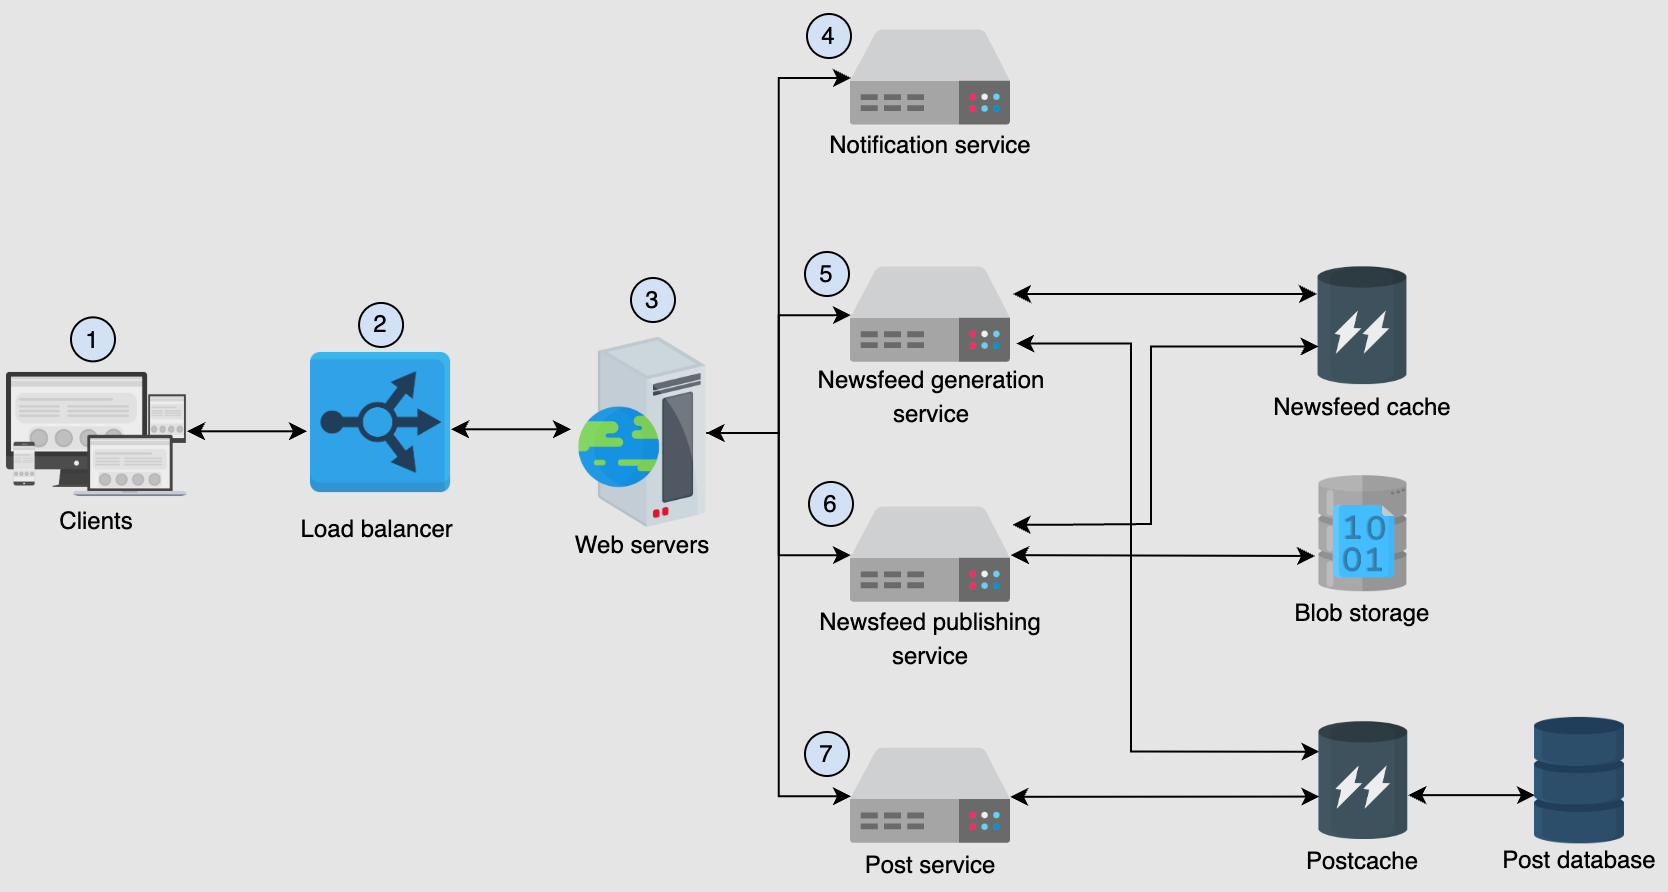 4
Notification service
5
Newsfeed generation
service
Newsfeed cache
3
2
1
Clients
Load balancer
Web servers
6
Newsfeed publishing
service
10
01
Blob storage
7
Post service
Postcache
Post database